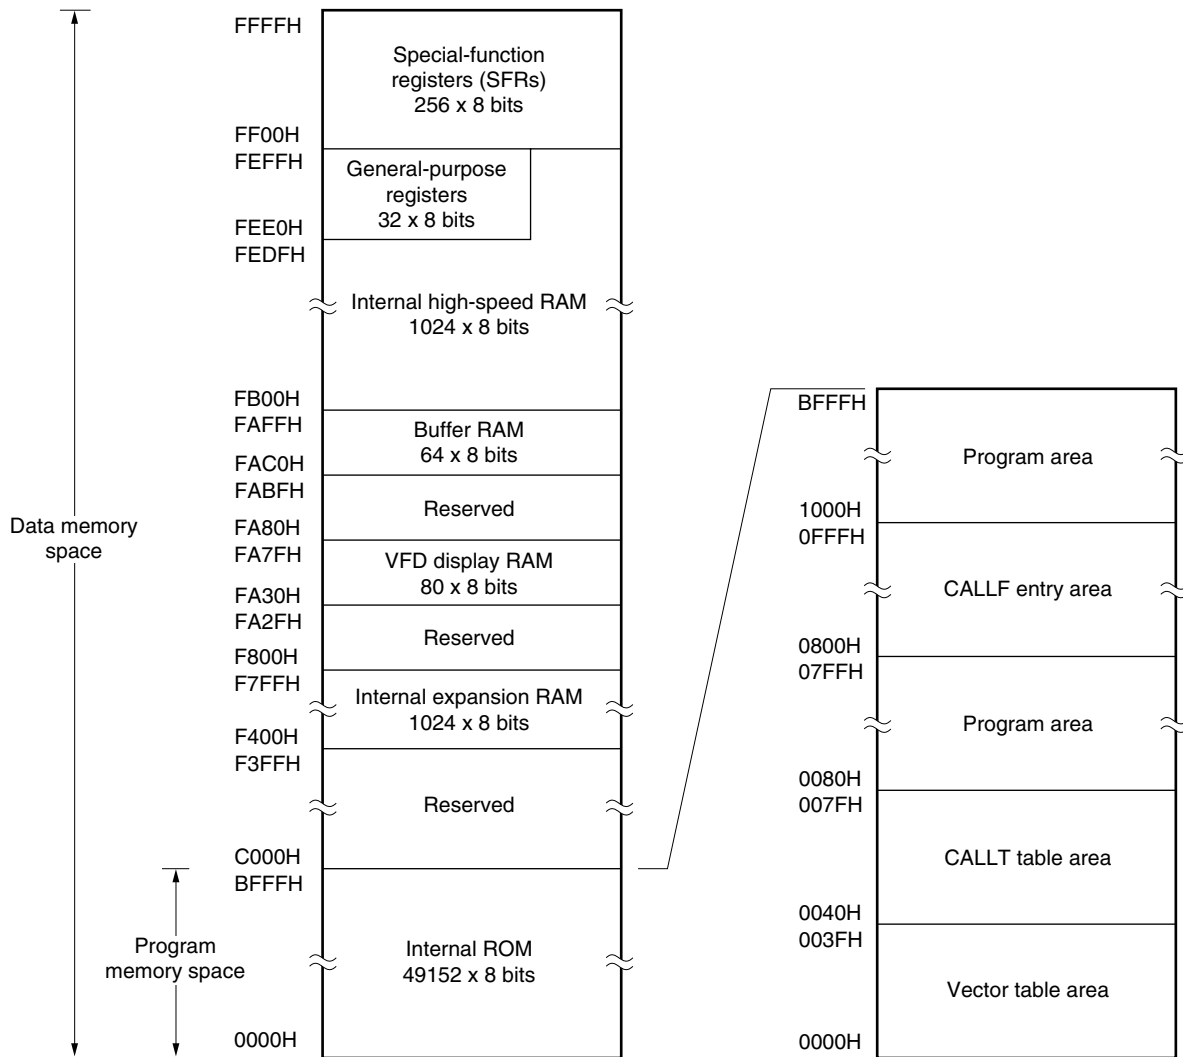 FFFFH
Special-function
registers (SFRs)
256 x 8 bits
FF00H
FEFFH
General-purpose
registers
32 x 8 bits
FEE0H
FEDFH
Internal high-speed RAM
1024 x 8 bits
FB00H
FAFFH
Buffer RAM
64 x 8 bits
FAC0H
FABFH
Reserved
FA80H
FA7FH
VFD display RAM
80 x 8 bits
FA30H
FA2FH
Reserved
F800H
F7FFH
Internal expansion RAM
1024 x 8 bits
F400H
F3FFH
Reserved
C000H
BFFFH
Internal ROM
49152 x 8 bits
0000H
Data memory
space
Program
memory space
BFFFH
Program area
1000H
0FFFH
CALLF entry area
0800H
07FFH
Program area
0080H
007FH
CALLT table area
0040H
003FH
Vector table area
0000H